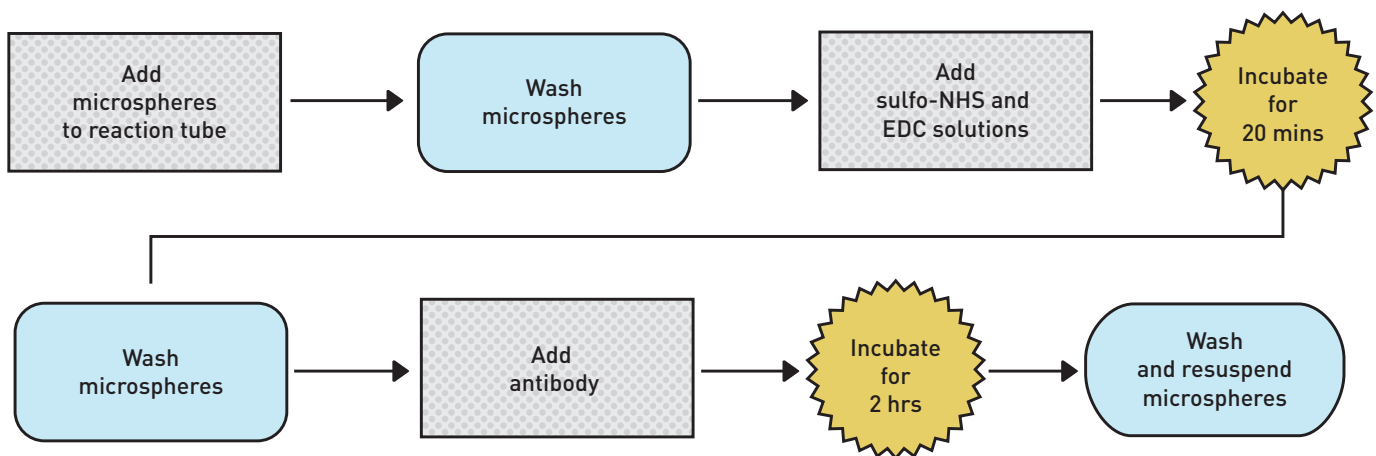 Add
microspheres
to reaction tube
Wash
microspheres
Add
sulfo-NHS and
EDC solutions
Incubate
for
20 mins
Wash
microspheres
Add
antibody
Incubate
for
2 hrs
Wash
and resuspend
microspheres